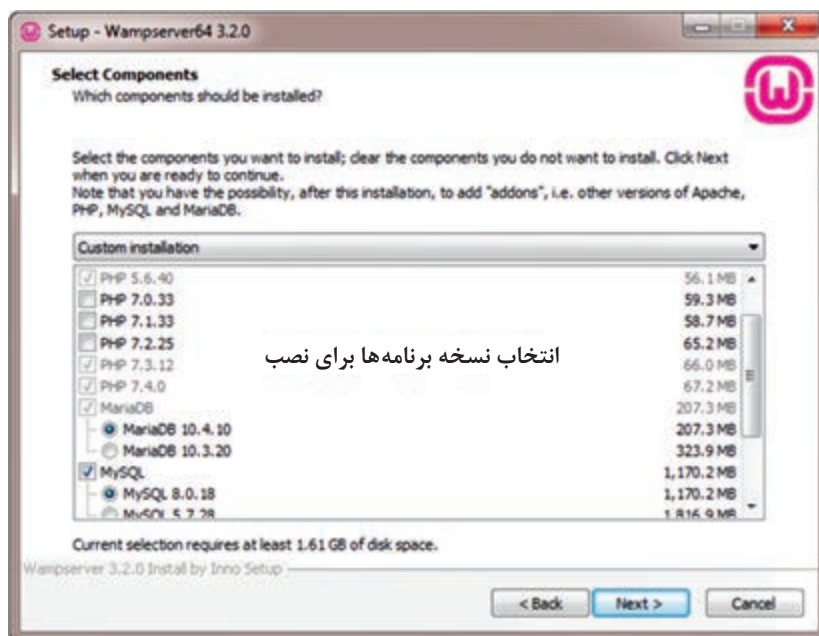 Setup - Wampserver64 3.2.0
Select Components
Which components should be installed?
Select the components you want to install; clear the components you do not want to install. Click Next
when you are ready to continue.
Note that you have the possibility, after this installation, to add "addons", i.e. other versions of Apache,
PHP, MySQL and MariaDB.
Custom installation
PHP 5.6.40 56.1 MB
PHP 7.0.33 59.3 MB
PHP 7.1.33 58.7 MB
PHP 7.2.25 65.2 MB
PHP 7.3.12 66.0 MB
PHP 7.4.0 67.2 MB
انتخاب نسخه برنامه‌ها برای نصب
MariaDB 207.3 MB
MariaDB 10.4.10 207.3 MB
MariaDB 10.3.20 323.9 MB
MySQL 1,170.2 MB
MySQL 8.0.18 1,170.2 MB
MySQL 5.7.28 1,816.9 MB
Current selection requires at least 1.61 GB of disk space.
Wampserver 3.2.0 Install by Inno Setup
< Back Next > Cancel